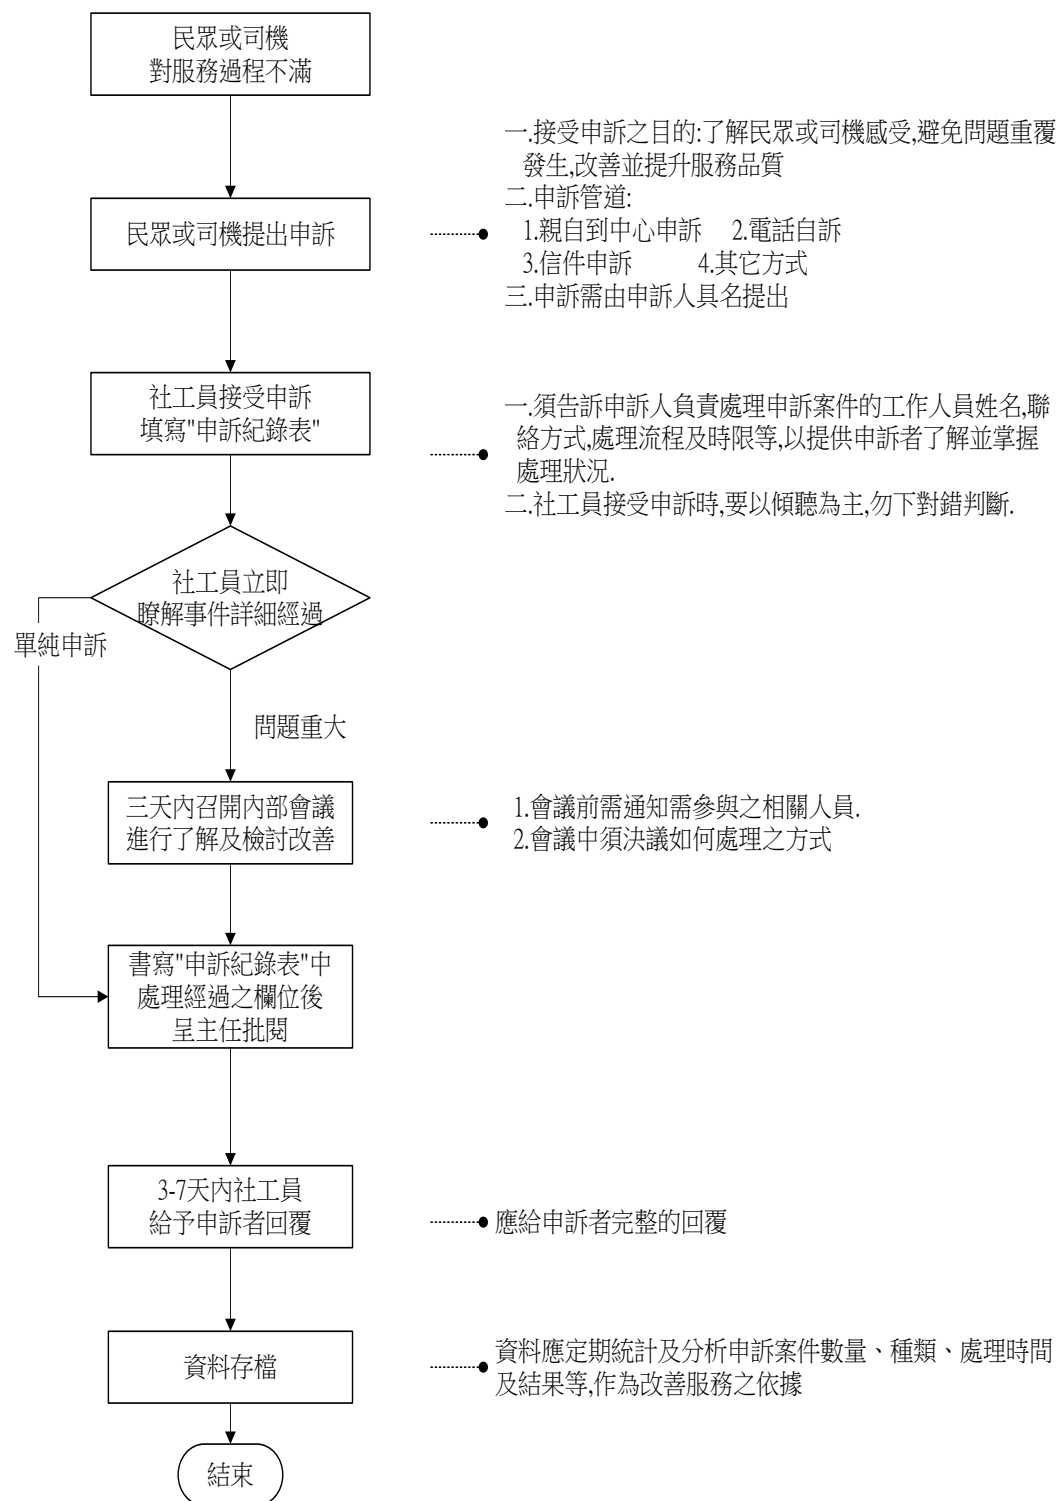 民眾或司機
對服務過程不滿
民眾或司機提出申訴
一.接受申訴之目的:了解民眾或司機感受,避免問題重覆
發生,改善並提升服務品質
二.申訴管道:
1.親自到中心申訴 2.電話自訴
3.信件申訴 4.其它方式
三.申訴需由申訴人具名提出
社工員接受申訴
填寫"申訴紀錄表"
一.須告訴申訴人負責處理申訴案件的工作人員姓名,聯
絡方式,處理流程及時限等,以提供申訴者了解並掌握
處理狀況.
二.社工員接受申訴時,要以傾聽為主,勿下對錯判斷.
社工員立即
瞭解事件詳細經過
單純申訴
問題重大
三天內召開內部會議
進行了解及檢討改善
1.會議前需通知需參與之相關人員.
2.會議中須決議如何處理之方式
書寫"申訴紀錄表"中
處理經過之欄位後
呈主任批閱
3-7天內社工員
給予申訴者回覆
應給申訴者完整的回覆
資料存檔
資料應定期統計及分析申訴案件數量、種類、處理時間
及結果等,作為改善服務之依據
結束